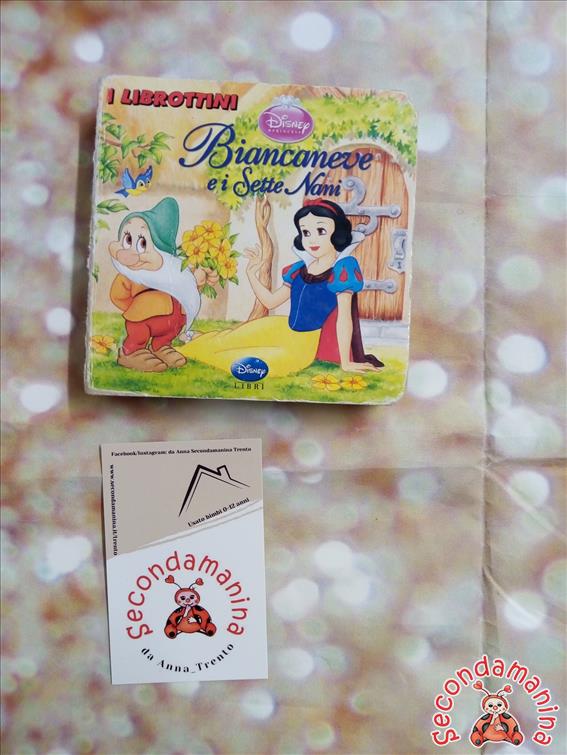 I LIBROTTINI
Disney
PRINCIPESSE
Biancaneve
e i Sette Nani
Disney
LIBRI
Facebook/Instagram: da Anna Secondamanina Trento
www.secondamanina.it/trento
Usato bimbi 0-12 anni
Secondamanina
da Anna_Trento
Secondamanina